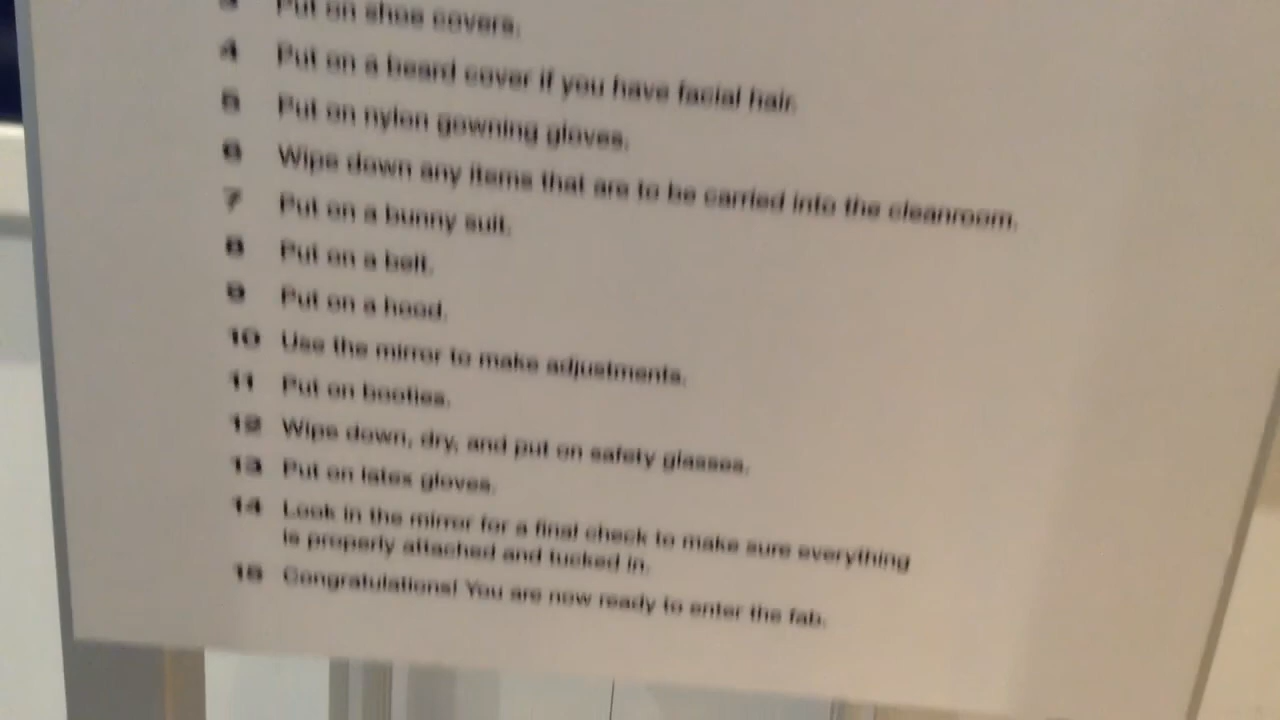 3 Put on shoe covers.
4 Put on a beard cover if you have facial hair.
5 Put on nylon gowning gloves.
6 Wipe down any items that are to be carried into the cleanroom.
7 Put on a bunny suit.
8 Put on a belt.
9 Put on a hood.
10 Use the mirror to make adjustments.
11 Put on booties.
12 Wipe down, dry, and put on safety glasses.
13 Put on latex gloves.
14 Look in the mirror for a final check to make sure everything
is properly attached and tucked in.
15 Congratulations! You are now ready to enter the fab.